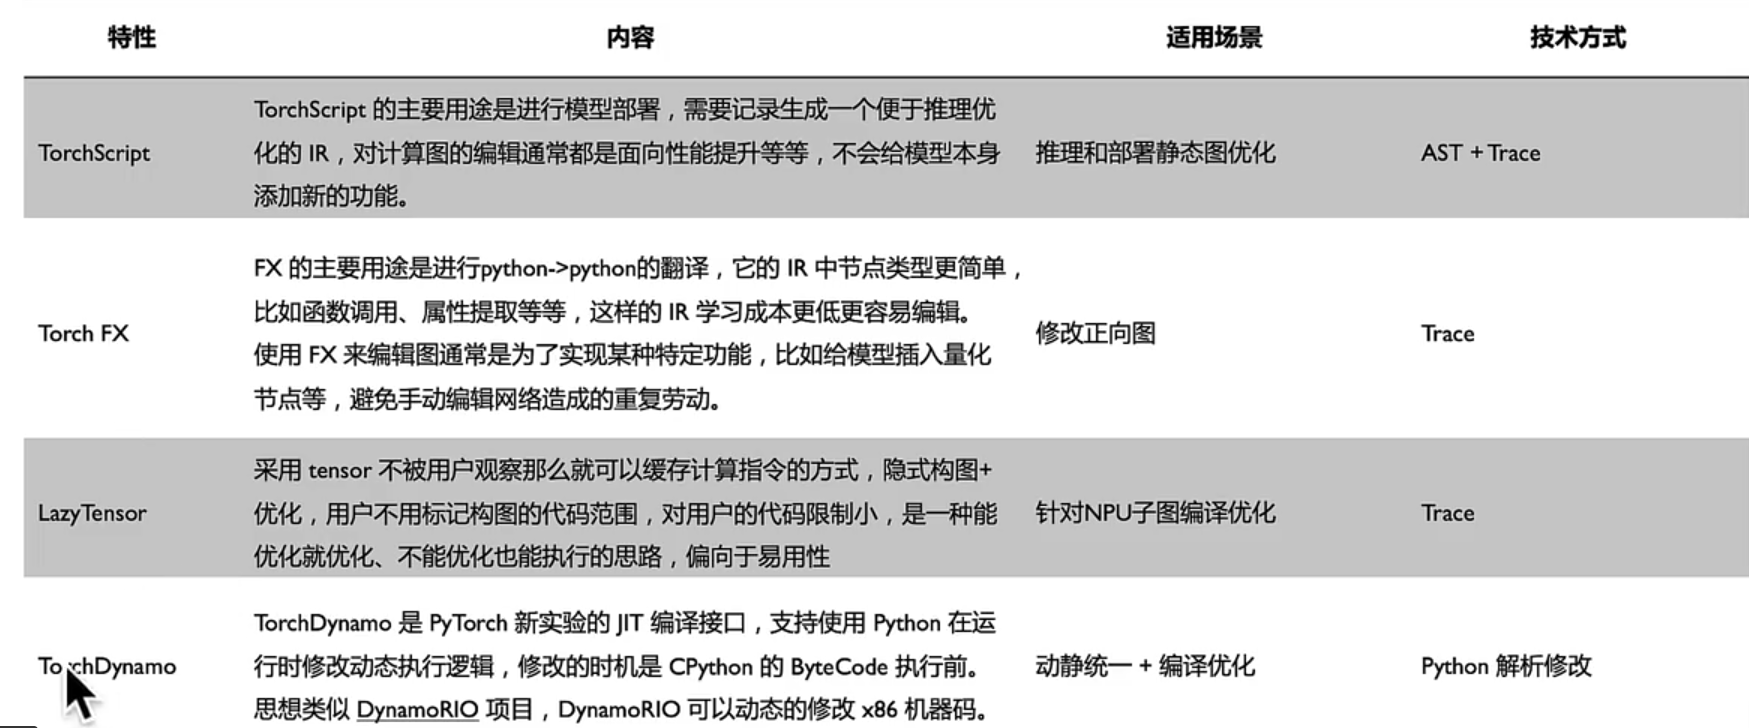 特性 内容 适用场景 技术方式
TorchScript
TorchScript 的主要用途是进行模型部署，需要记录生成一个便于推理优
化的 IR，对计算图的编辑通常都是面向性能提升等等，不会给模型本身
添加新的功能。
推理和部署静态图优化
AST + Trace
Torch FX
FX 的主要用途是进行python->python的翻译，它的 IR 中节点类型更简单，
比如函数调用、属性提取等等，这样的 IR 学习成本更低更容易编辑。
使用 FX 来编辑图通常是为了实现某种特定功能，比如给模型插入量化
节点等，避免手动编辑网络造成的重复劳动。
修改正向图
Trace
LazyTensor
采用 tensor 不被用户观察那么就可以缓存计算指令的方式，隐式构图+
优化，用户不用标记构图的代码范围，对用户的代码限制小，是一种能
优化就优化、不能优化也能执行的思路，偏向于易用性
针对NPU子图编译优化
Trace
TorchDynamo
TorchDynamo 是 PyTorch 新实验的 JIT 编译接口，支持使用 Python 在运
行时修改动态执行逻辑，修改的时机是 CPython 的 ByteCode 执行前。
思想类似 DynamoRIO 项目，DynamoRIO 可以动态的修改 x86 机器码。
动静统一 + 编译优化
Python 解析修改